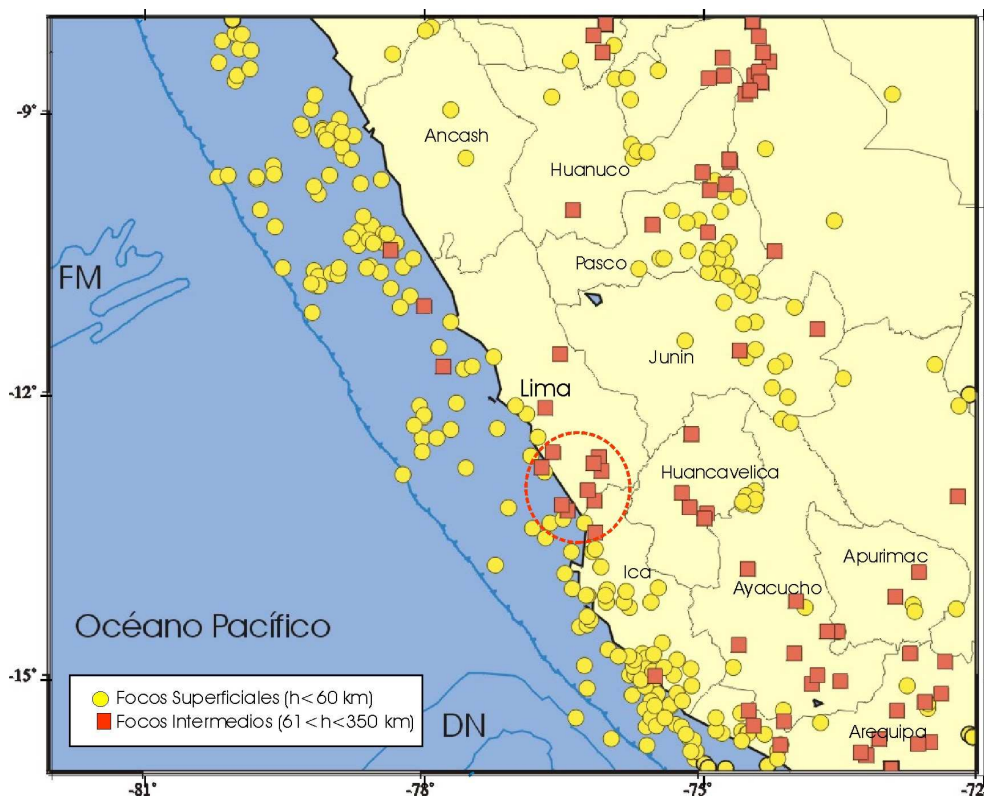 -9°
-12°
-15°
Ancash
Huanuco
Pasco
FM
Junin
Lima
Huancavelica
Apurimac
Ica
Ayacucho
Océano Pacífico
DN
Arequipa
Focos Superficiales (h<60 km)
Focos Intermedios (61<h<350 km)
-81°
-78°
-75°
-72